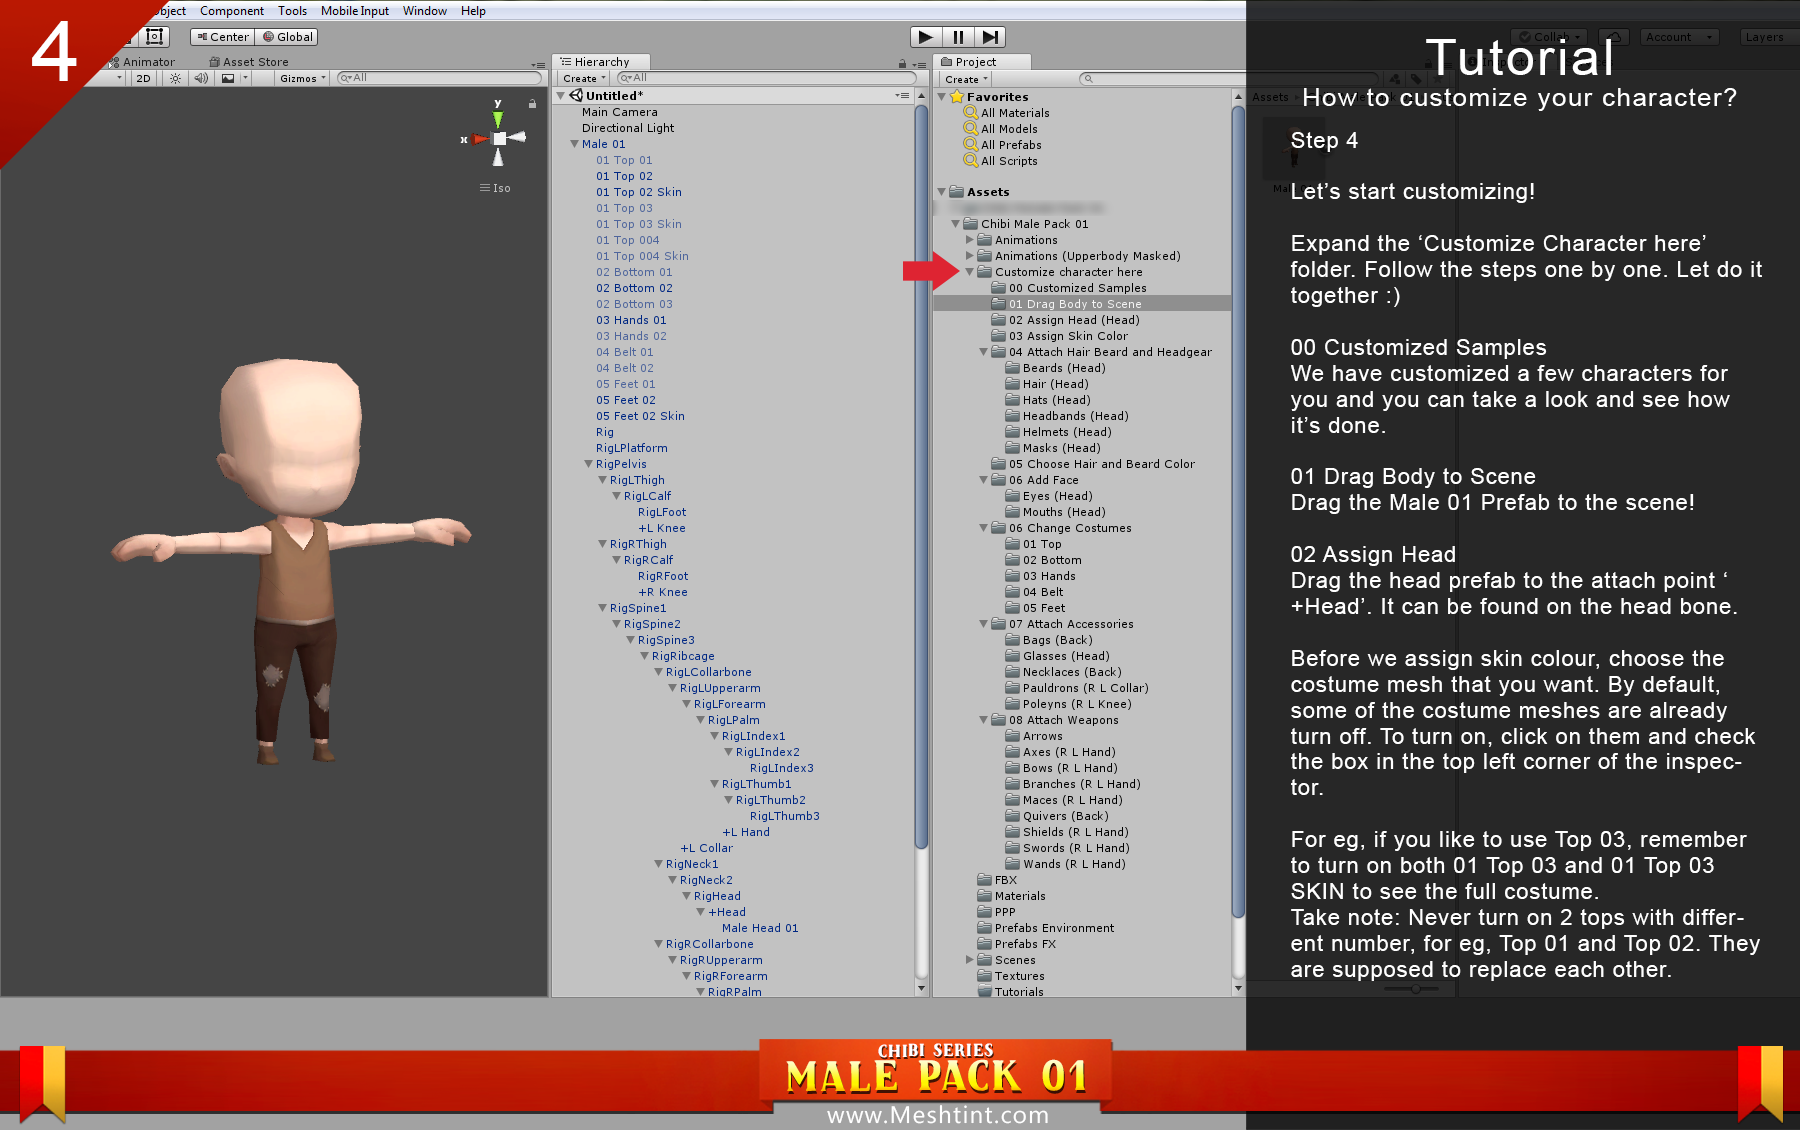 4
bject Component Tools Mobile Input Window Help
Center Global
Animator Asset Store
2D Gizmos All
y
x
Iso
Hierarchy
Create All
Untitled*
Main Camera
Directional Light
Male 01
01 Top 01
01 Top 02
01 Top 02 Skin
01 Top 03
01 Top 03 Skin
01 Top 004
01 Top 004 Skin
02 Bottom 01
02 Bottom 02
02 Bottom 03
03 Hands 01
03 Hands 02
04 Belt 01
04 Belt 02
05 Feet 01
05 Feet 02
05 Feet 02 Skin
Rig
RigLPlatform
RigPelvis
RigLThigh
RigLCalf
RigLFoot
+L Knee
RigRThigh
RigRCalf
RigRFoot
+R Knee
RigSpine1
RigSpine2
RigSpine3
RigRibcage
RigLCollarbone
RigLUpperarm
RigLForearm
RigLPalm
RigLIndex1
RigLIndex2
RigLIndex3
RigLThumb1
RigLThumb2
RigLThumb3
+L Hand
+L Collar
RigNeck1
RigNeck2
RigHead
+Head
Male Head 01
RigRCollarbone
RigRUpperarm
RigRForearm
RigRPalm
Project
Create
Favorites
All Materials
All Models
All Prefabs
All Scripts
Assets
Chibi Male Pack 01
Animations
Animations (Upperbody Masked)
Customize character here
00 Customized Samples
01 Drag Body to Scene
02 Assign Head (Head)
03 Assign Skin Color
04 Attach Hair Beard and Headgear
Beards (Head)
Hair (Head)
Hats (Head)
Headbands (Head)
Helmets (Head)
Masks (Head)
05 Choose Hair and Beard Color
06 Add Face
Eyes (Head)
Mouths (Head)
06 Change Costumes
01 Top
02 Bottom
03 Hands
04 Belt
05 Feet
07 Attach Accessories
Bags (Back)
Glasses (Head)
Necklaces (Back)
Pauldrons (R L Collar)
Poleyns (R L Knee)
08 Attach Weapons
Arrows
Axes (R L Hand)
Bows (R L Hand)
Branches (R L Hand)
Maces (R L Hand)
Quivers (Back)
Shields (R L Hand)
Swords (R L Hand)
Wands (R L Hand)
FBX
Materials
PPP
Prefabs Environment
Prefabs FX
Scenes
Textures
Tutorials
Collab Account Layers
Assets
Tutorial
How to customize your character?
Step 4
Let’s start customizing!
Expand the ‘Customize Character here’
folder. Follow the steps one by one. Let do it
together :)
00 Customized Samples
We have customized a few characters for
you and you can take a look and see how
it’s done.
01 Drag Body to Scene
Drag the Male 01 Prefab to the scene!
02 Assign Head
Drag the head prefab to the attach point ‘
+Head’. It can be found on the head bone.
Before we assign skin colour, choose the
costume mesh that you want. By default,
some of the costume meshes are already
turn off. To turn on, click on them and check
the box in the top left corner of the inspec-
tor.
For eg, if you like to use Top 03, remember
to turn on both 01 Top 03 and 01 Top 03
SKIN to see the full costume.
Take note: Never turn on 2 tops with differ-
ent number, for eg, Top 01 and Top 02. They
are supposed to replace each other.
CHIBI SERIES
MALE PACK 01
www.Meshtint.com